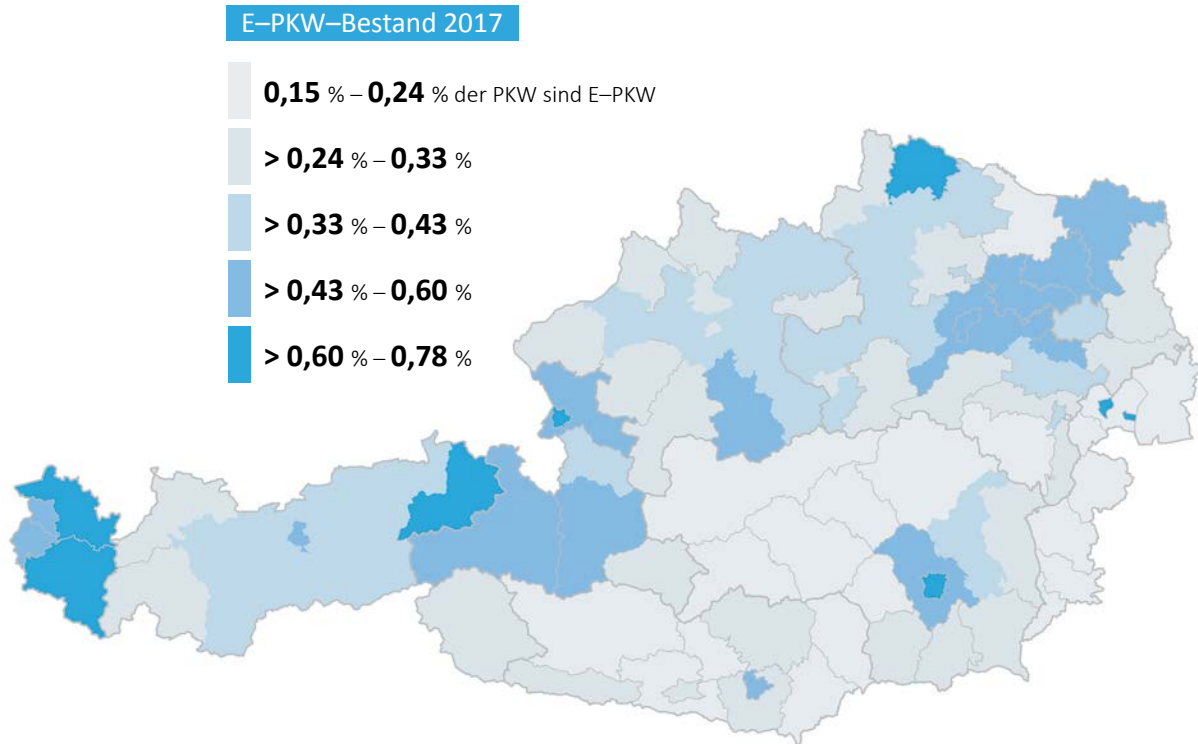 E–PKW–Bestand 2017
0,15 % – 0,24 % der PKW sind E–PKW
> 0,24 % – 0,33 %
> 0,33 % – 0,43 %
> 0,43 % – 0,60 %
> 0,60 % – 0,78 %